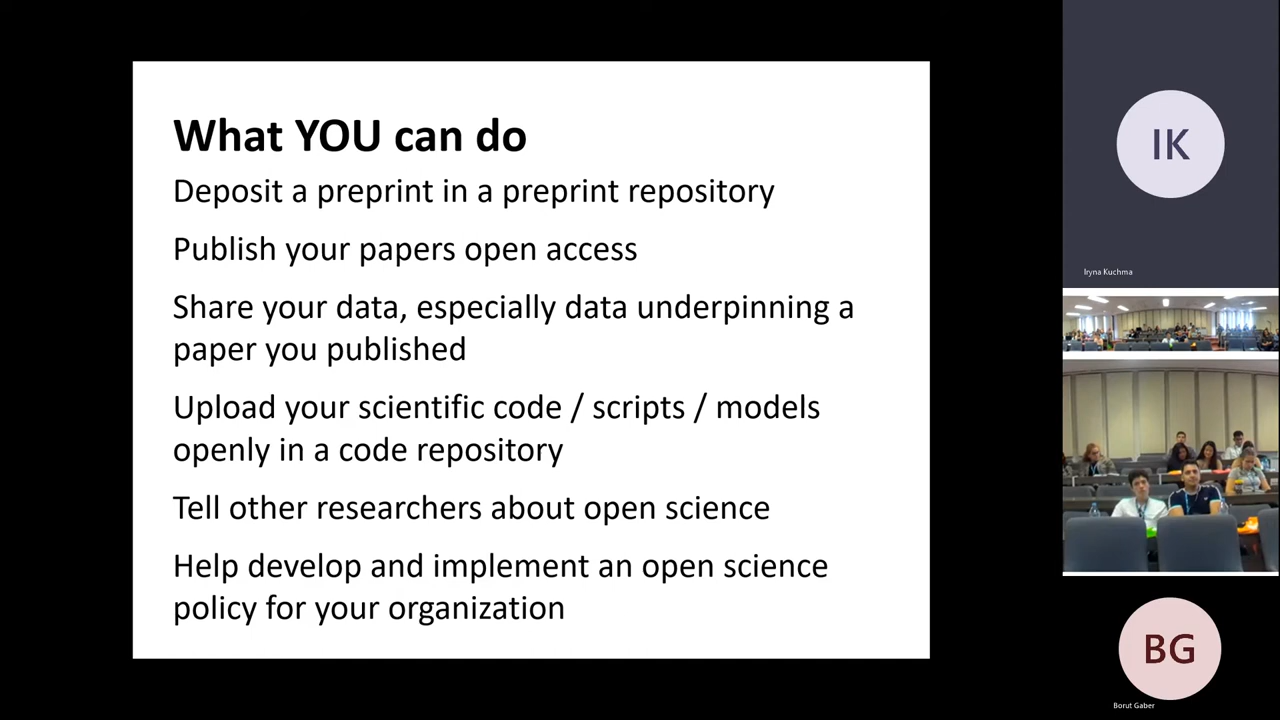 What YOU can do
Deposit a preprint in a preprint repository
Publish your papers open access
Share your data, especially data underpinning a
paper you published
Upload your scientific code / scripts / models
openly in a code repository
Tell other researchers about open science
Help develop and implement an open science
policy for your organization
IK
Iryna Kuchma
BG
Borut Gaber